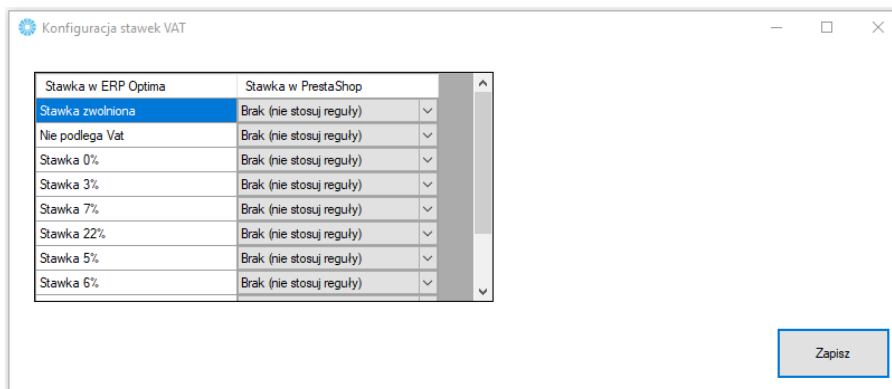 Konfiguracja stawek VAT
Stawka w ERP Optima Stawka w PrestaShop
Stawka zwolniona Brak (nie stosuj reguły)
Nie podlega Vat Brak (nie stosuj reguły)
Stawka 0% Brak (nie stosuj reguły)
Stawka 3% Brak (nie stosuj reguły)
Stawka 7% Brak (nie stosuj reguły)
Stawka 22% Brak (nie stosuj reguły)
Stawka 5% Brak (nie stosuj reguły)
Stawka 6% Brak (nie stosuj reguły)
Zapisz